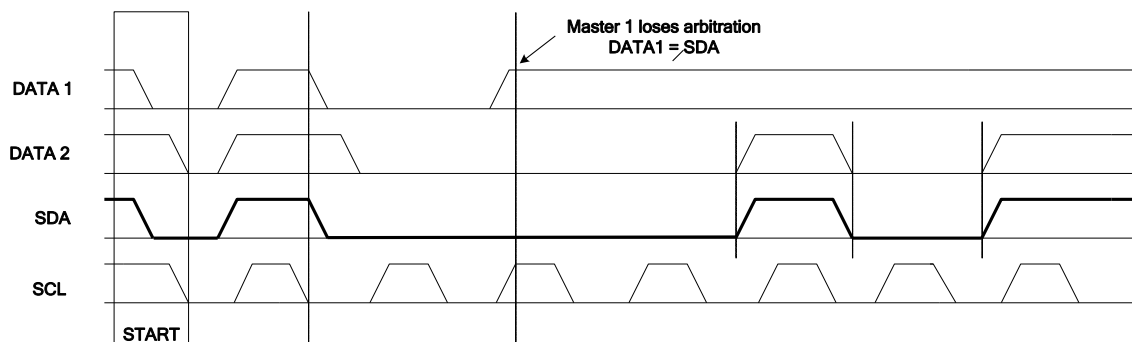 Master 1 loses arbitration
DATA1 = SDA
DATA 1
DATA 2
SDA
SCL
START